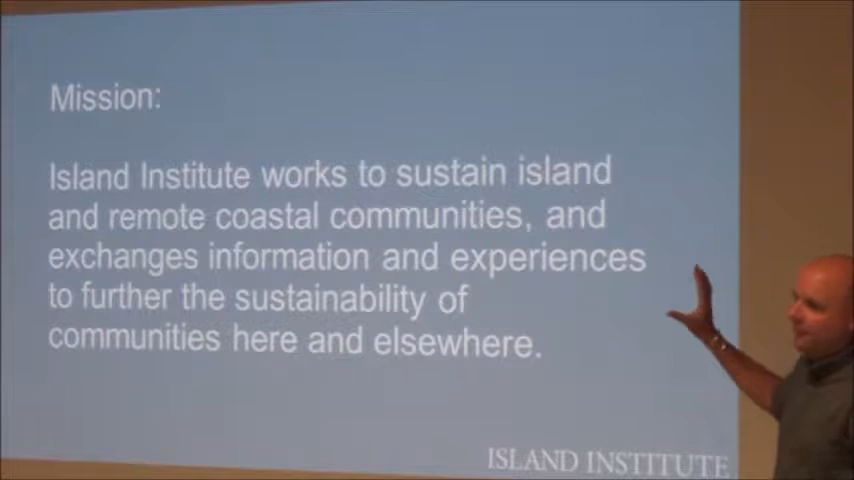 Mission:
Island Institute works to sustain island
and remote coastal communities, and
exchanges information and experiences
to further the sustainability of
communities here and elsewhere.
ISLAND INSTITUTE